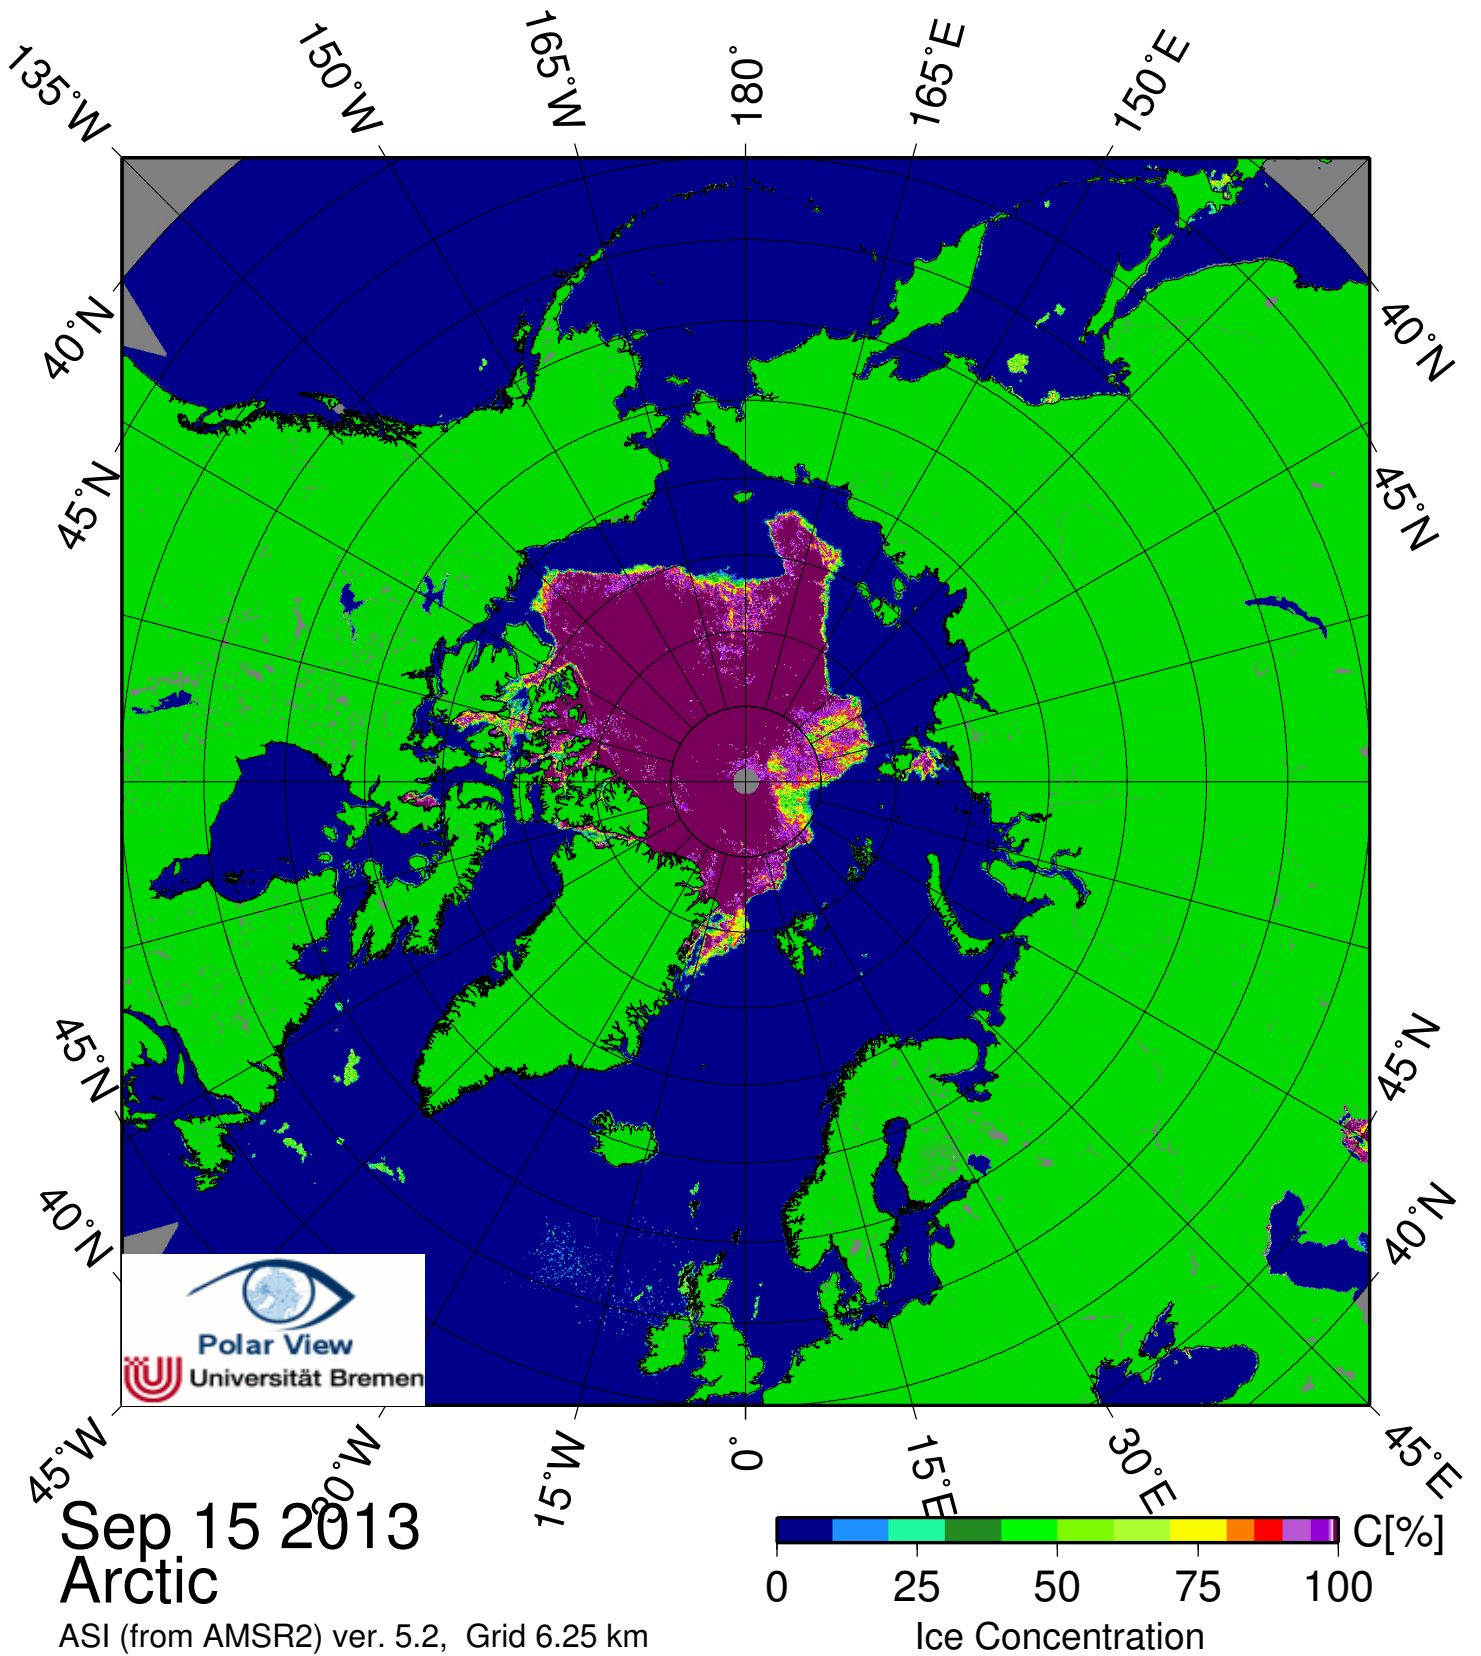 135°W
150°W
165°W
180°
165°E
150°E
40°N
40°N
45°N
45°N
45°N
45°N
40°N
40°N
Polar View
Universität Bremen
45°W
30°W
15°W
0°
15°E
30°E
45°E
Sep 15 2013
Arctic
ASI (from AMSR2) ver. 5.2, Grid 6.25 km
C[%]
0 25 50 75 100
Ice Concentration